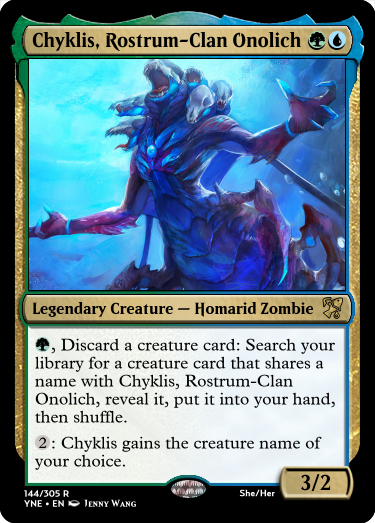 Chyklis, Rostrum-Clan Onolich
Legendary Creature — Homarid Zombie
, Discard a creature card: Search your
library for a creature card that shares a
name with Chyklis, Rostrum-Clan
Onolich, reveal it, put it into your hand,
then shuffle.
2: Chyklis gains the creature name of
your choice.
3/2
144/305 R
She/Her
YNE • EN Jenny Wang